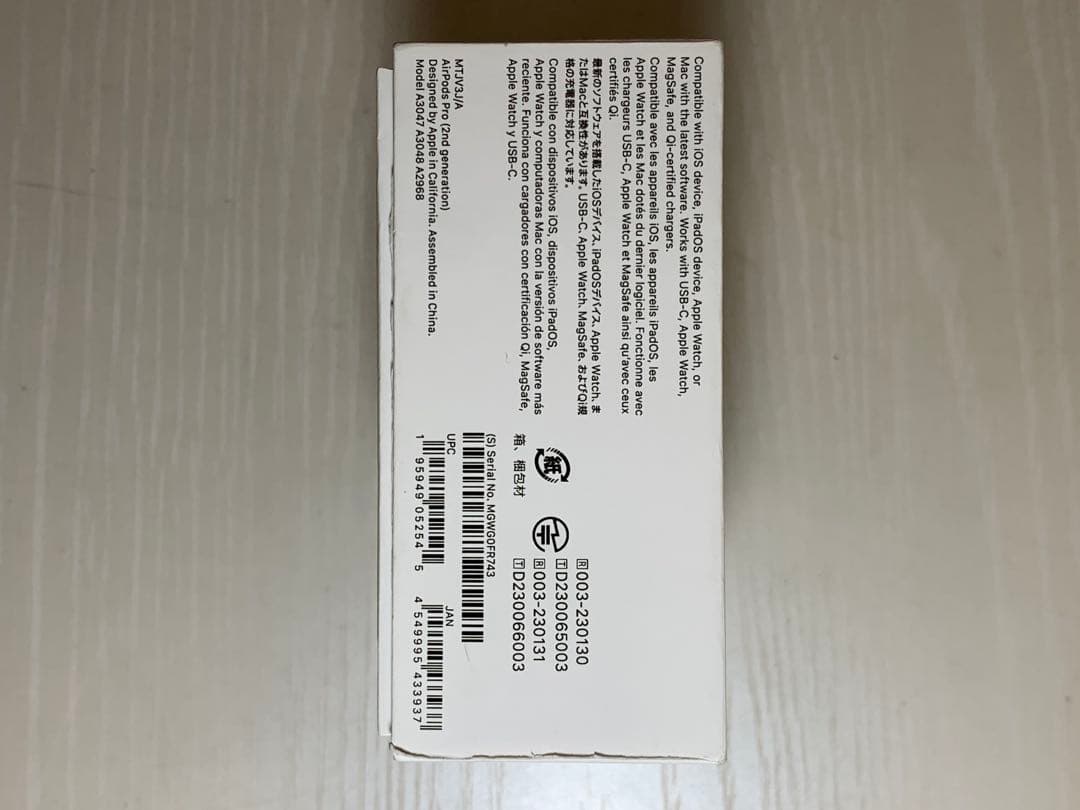 Compatible with iOS device, iPadOS device, Apple Watch, or
Mac with the latest software. Works with USB-C, Apple Watch,
MagSafe, and Qi-certified chargers.
Compatible avec les appareils iOS, les appareils iPadOS, les
Apple Watch et les Mac dotés du dernier logiciel. Fonctionne avec
les chargeurs USB-C, Apple Watch et MagSafe ainsi qu'avec ceux
certifiés Qi.
最新のソフトウェアを搭載したiOSデバイス、iPadOSデバイス、Apple Watch、ま
たはMacと互換性があります。USB-C、Apple Watch、MagSafe、およびQi規
格の充電器に対応しています。
Compatible con dispositivos iOS, dispositivos iPadOS,
Apple Watch y computadoras Mac con la versión de software más
reciente. Funciona con cargadores con certificación Qi, MagSafe,
Apple Watch y USB-C.
MTJV3J/A
AirPods Pro (2nd generation)
Designed by Apple in California. Assembled in China.
Model A3047 A3048 A2968
紙
箱、梱包材
R 003-230130
T D230065003
R 003-230131
T D230066003
(S) Serial No. MGWG0FR743
UPC
1 95949 05254 5
JAN
4 549995 433937